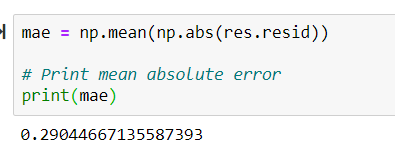 mae = np.mean(np.abs(res.resid))
# Print mean absolute error
print(mae)
0.29044667135587393